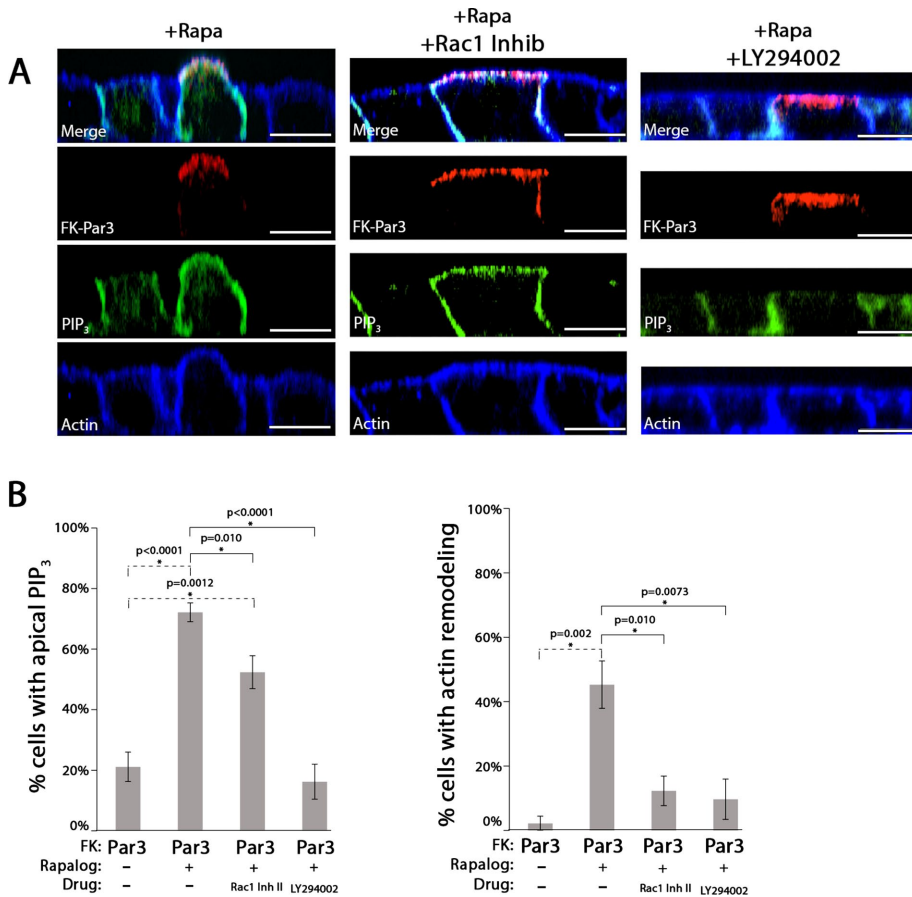 A
+Rapa
+Rapa
+Rac1 Inhib
+Rapa
+LY294002
Merge
Merge
Merge
FK-Par3
FK-Par3
FK-Par3
PIP3
PIP3
PIP3
Actin
Actin
Actin
B
% cells with apical PIP3
100%
80%
60%
40%
20%
0%
p<0.0001
*
p=0.010
*
p<0.0001
*
p=0.0012
*
FK: Par3 Par3 Par3 Par3
Rapalog: – + + +
Drug: – – Rac1 Inh II LY294002
% cells with actin remodeling
100%
80%
60%
40%
20%
0%
p=0.0073
*
p=0.010
*
p=0.002
*
FK: Par3 Par3 Par3 Par3
Rapalog: – + + +
Drug: – – Rac1 Inh II LY294002